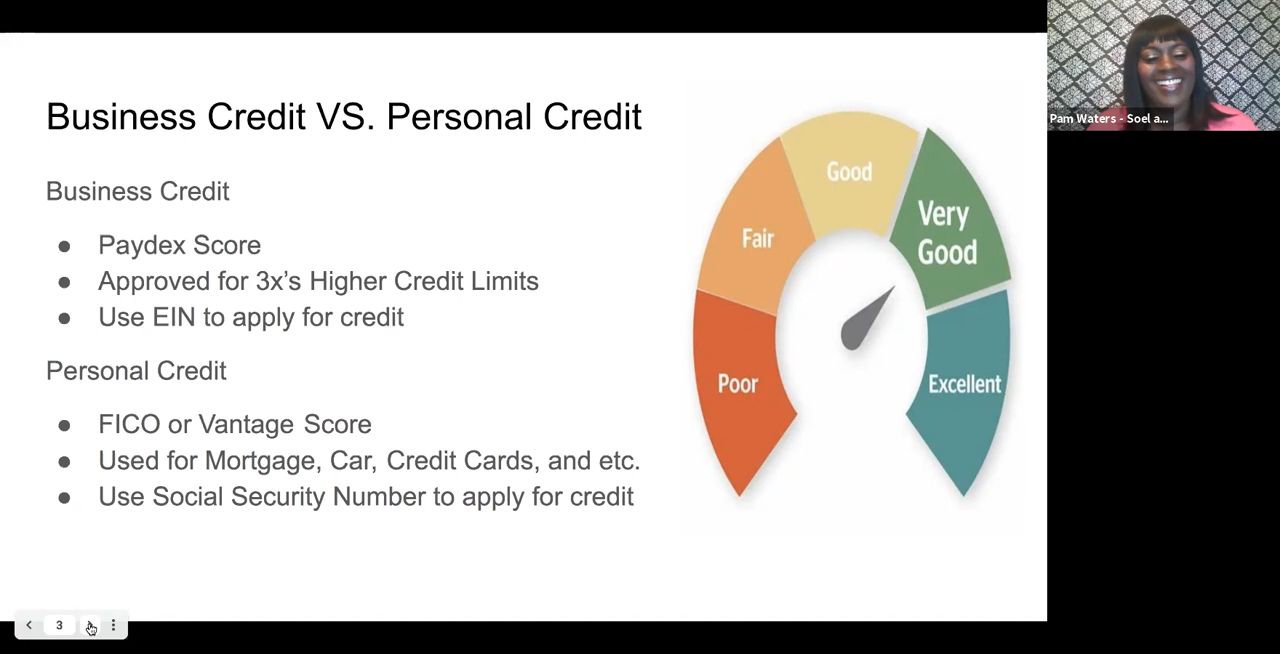 Business Credit VS. Personal Credit
Business Credit
● Paydex Score
● Approved for 3x’s Higher Credit Limits
● Use EIN to apply for credit
Personal Credit
● FICO or Vantage Score
● Used for Mortgage, Car, Credit Cards, and etc.
● Use Social Security Number to apply for credit
Poor
Fair
Good
Very
Good
Excellent
Pam Waters - Soel a...
3